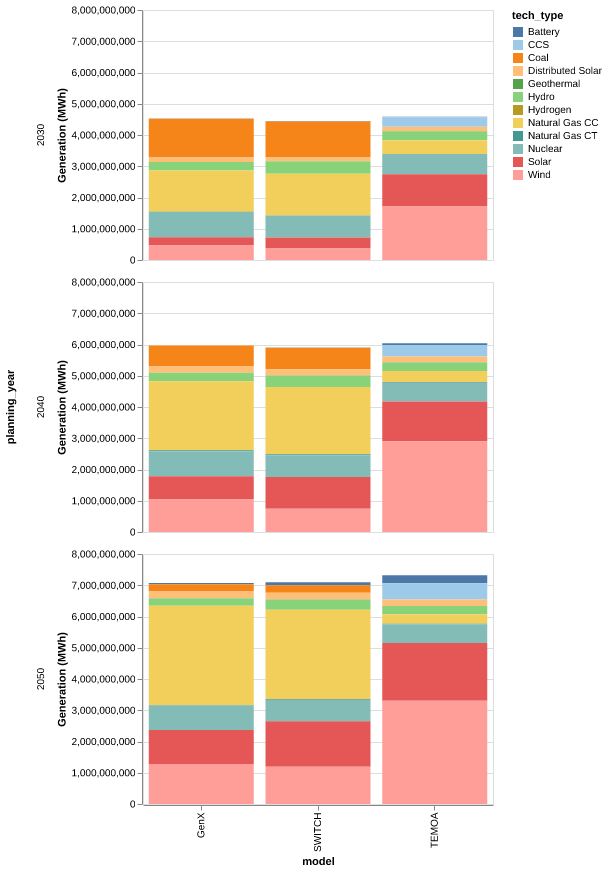 tech_type
Battery
CCS
Coal
Distributed Solar
Geothermal
Hydro
Hydrogen
Natural Gas CC
Natural Gas CT
Nuclear
Solar
Wind
planning_year
2030
Generation (MWh)
8,000,000,000
7,000,000,000
6,000,000,000
5,000,000,000
4,000,000,000
3,000,000,000
2,000,000,000
1,000,000,000
0
2040
Generation (MWh)
8,000,000,000
7,000,000,000
6,000,000,000
5,000,000,000
4,000,000,000
3,000,000,000
2,000,000,000
1,000,000,000
0
2050
Generation (MWh)
8,000,000,000
7,000,000,000
6,000,000,000
5,000,000,000
4,000,000,000
3,000,000,000
2,000,000,000
1,000,000,000
0
GenX
SWITCH
TEMOA
model